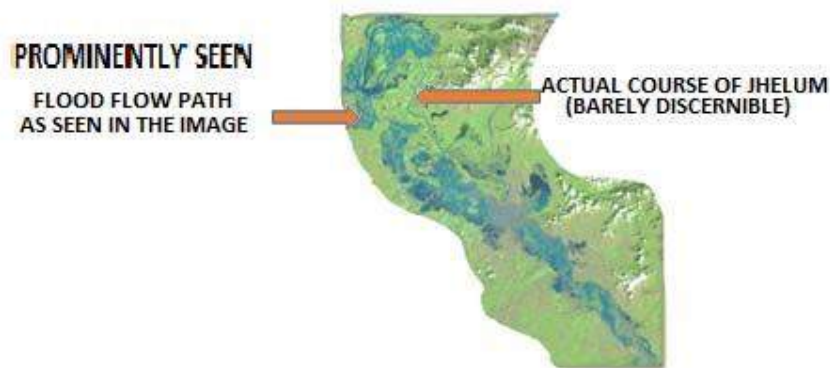 PROMINENTLY SEEN
FLOOD FLOW PATH
AS SEEN IN THE IMAGE
ACTUAL COURSE OF JHELUM
(BARELY DISCERNIBLE)